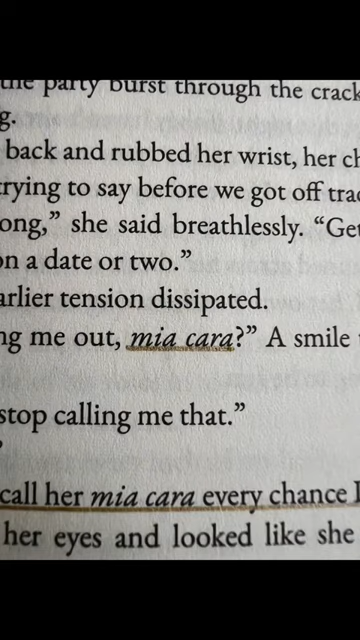 the party burst through the crack
g.
back and rubbed her wrist, her ch
rying to say before we got off trac
ong,” she said breathlessly. “Get
on a date or two.”
arlier tension dissipated.
ng me out, mia cara?” A smile
stop calling me that.”
call her mia cara every chance I
her eyes and looked like she